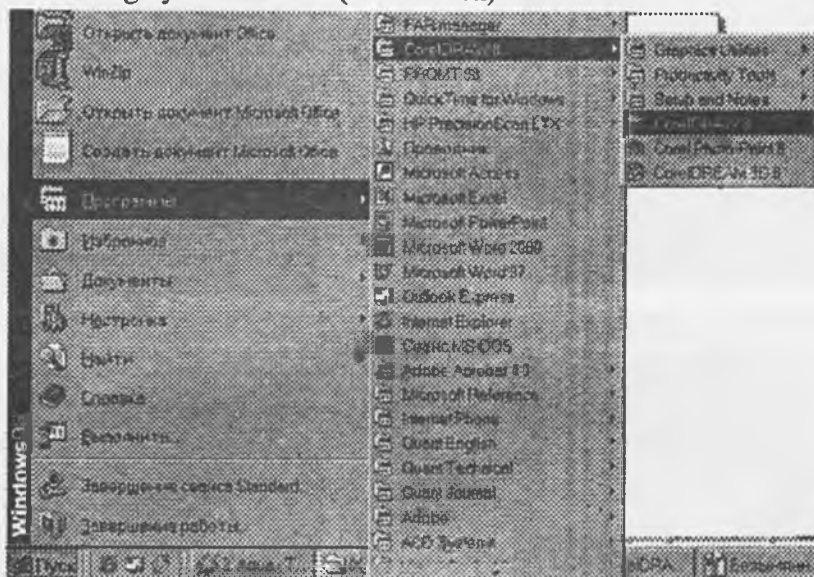 Открыть документ Office
WinZip
Открыть документ Microsoft Office
Создать документ Microsoft Office
Программы
Избранное
Документы
Настройка
Найти
Справка
Выполнить...
Завершение сеанса Standard...
Завершение работы...
Windows
Пуск
FAR manager
CorelDRAW 8
QuickTime for Windows
HP PrecisionScan LTX
Проводник
Microsoft Access
Microsoft Excel
Microsoft PowerPoint
Microsoft Word 2000
Microsoft Word 97
Outlook Express
Internet Explorer
Сеанс MS-DOS
Adobe Acrobat
Microsoft Reference
Internet Phone
Quant English
Quant Technical
Quant Journal
Adobe
ACD Systems
Graphics Utilities
Productivity Tools
Setup and Notes
CorelDRAW 8
Corel Photo-Paint 8
CorelDREAM 3D 8